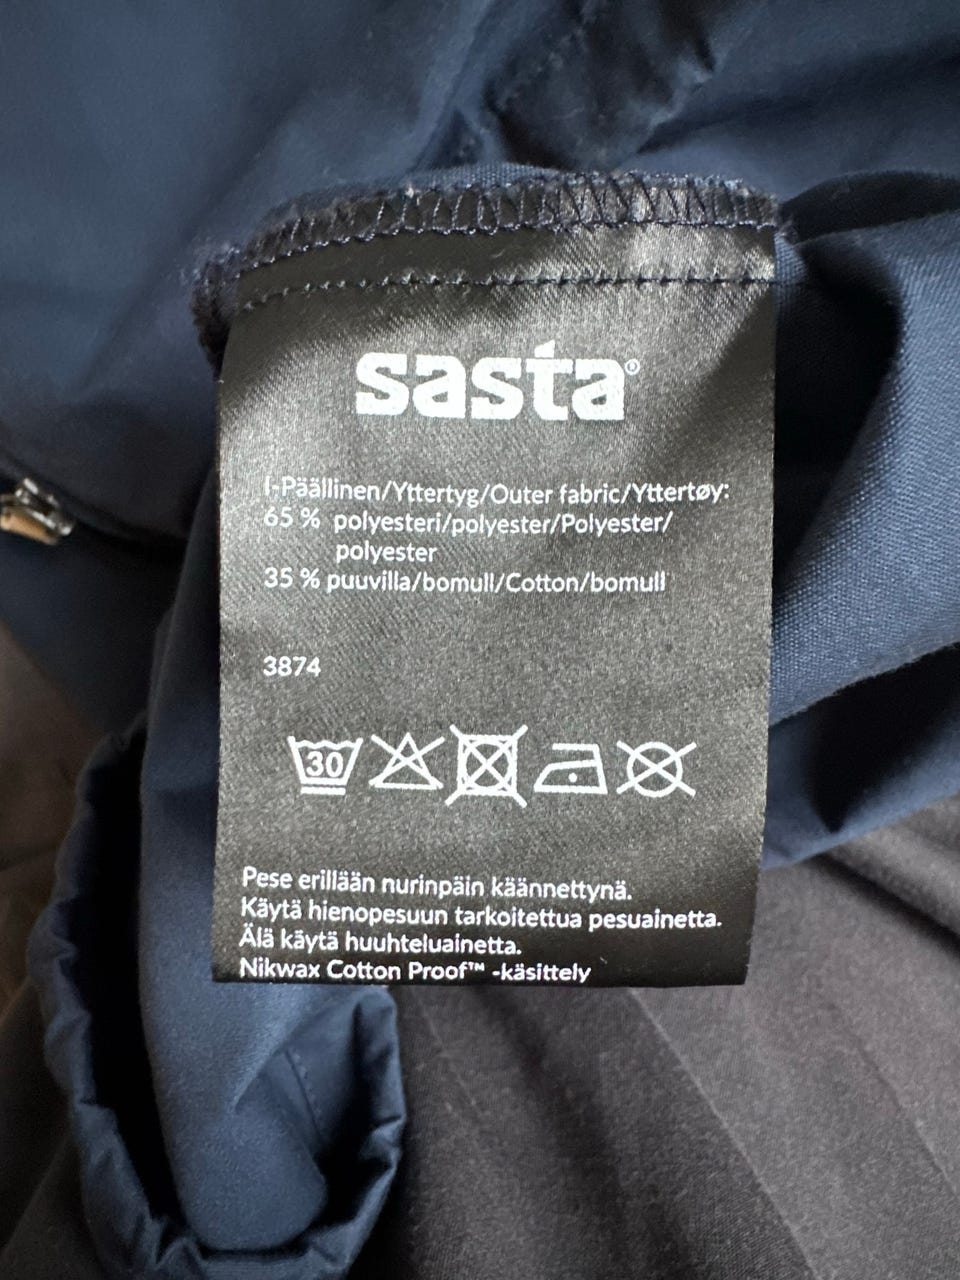 sasta®
I-Päällinen/Yttertyg/Outer fabric/Yttertøy:
65 % polyesteri/polyester/Polyester/
polyester
35 % puuvilla/bomull/Cotton/bomull
3874
30
Pese erillään nurinpäin käännettynä.
Käytä hienopesuun tarkoitettua pesuainetta.
Älä käytä huuhteluainetta.
Nikwax Cotton Proof™ -käsittely